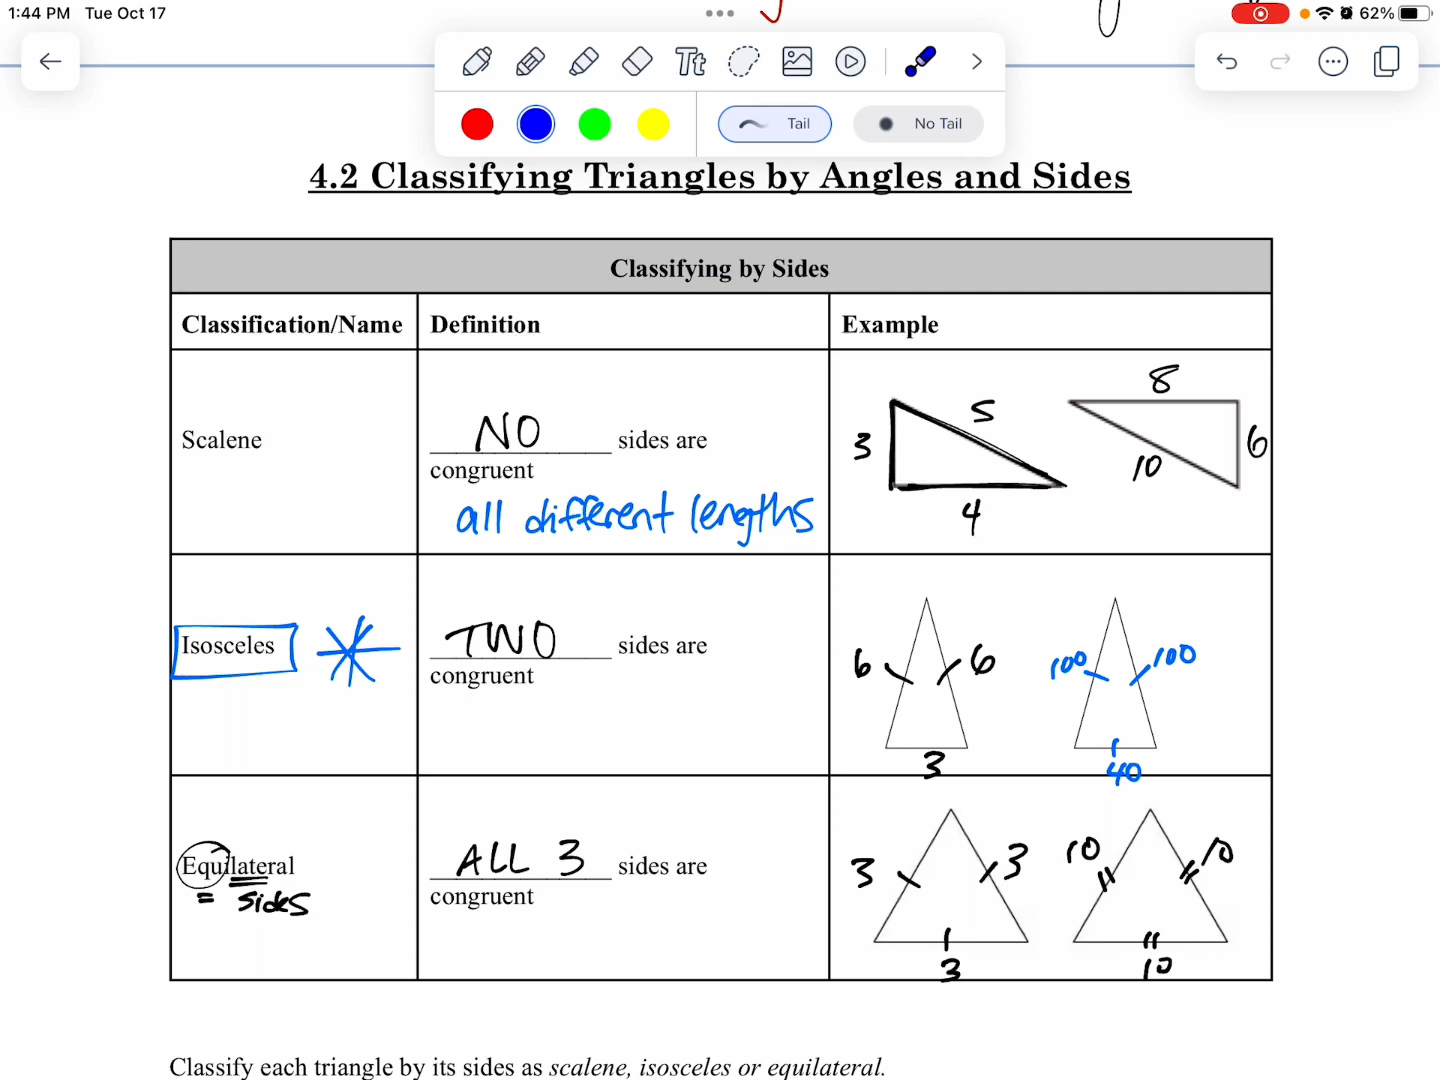 1:44 PM Tue Oct 17
62%
Tt
Tail
No Tail
4.2 Classifying Triangles by Angles and Sides
Classifying by Sides
Classification/Name Definition Example
Scalene
NO sides are
congruent
all different lengths
3 5 4
8 6 10
Isosceles
TWO sides are
congruent
6 6 3
100 100 40
Equilateral
= sides
ALL 3 sides are
congruent
3 3 3
10 10 10
Classify each triangle by its sides as scalene, isosceles or equilateral.